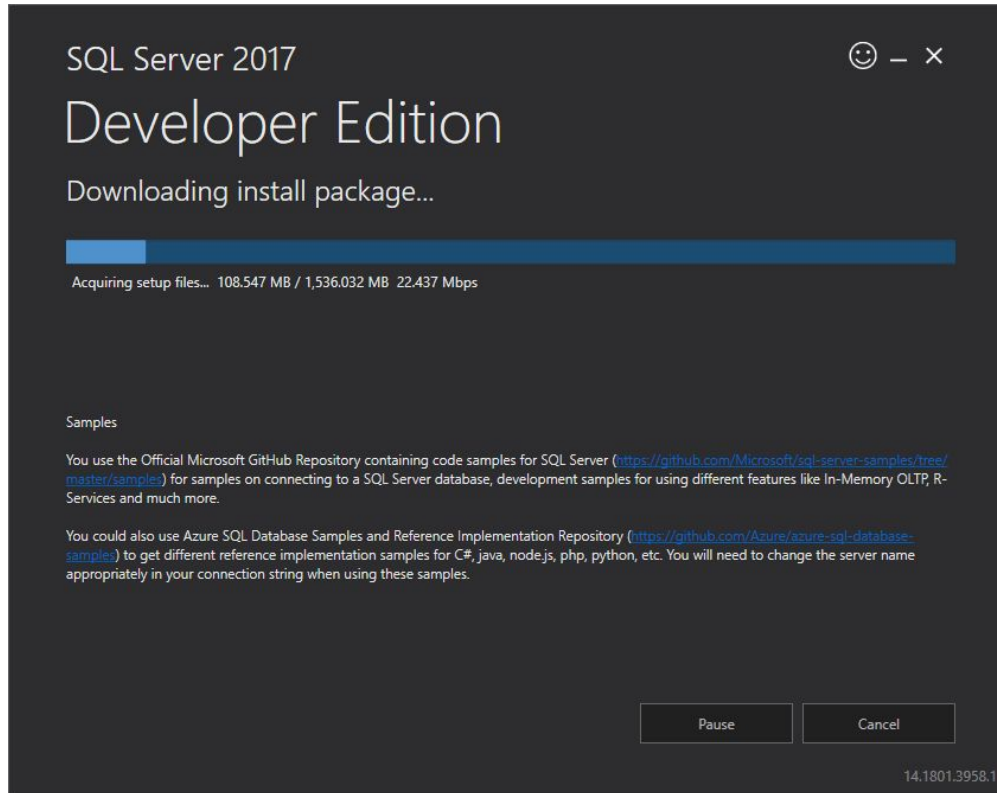 SQL Server 2017
Developer Edition
Downloading install package...
Acquiring setup files... 108.547 MB / 1,536.032 MB 22.437 Mbps
Samples
You use the Official Microsoft GitHub Repository containing code samples for SQL Server (https://github.com/Microsoft/sql-server-samples/tree/
master/samples) for samples on connecting to a SQL Server database, development samples for using different features like In-Memory OLTP, R-
Services and much more.
You could also use Azure SQL Database Samples and Reference Implementation Repository (https://github.com/Azure/azure-sql-database-
samples) to get different reference implementation samples for C#, java, node.js, php, python, etc. You will need to change the server name
appropriately in your connection string when using these samples.
Pause
Cancel
14.1801.3958.1